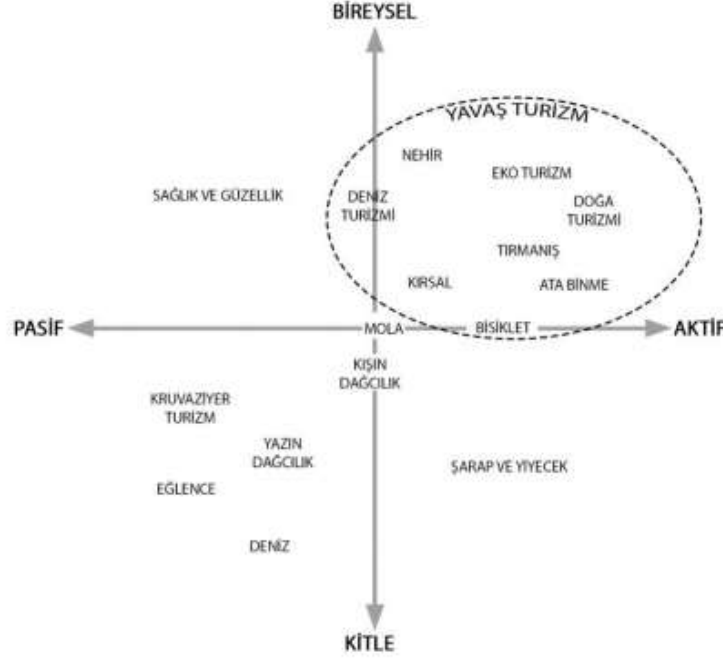 BİREYSEL
YAVAŞ TURİZM
NEHİR
EKO TURİZM
SAĞLIK VE GÜZELLİK
DENİZ
TURİZMİ
DOĞA
TURİZMİ
TIRMANIŞ
KIRSAL
ATA BİNME
PASİF
MOLA
BİSİKLET
AKTİF
KIŞIN
DAĞCILIK
KRUVAZİYER
TURİZM
YAZIN
DAĞCILIK
ŞARAP VE YİYECEK
EĞLENCE
DENİZ
KİTLE